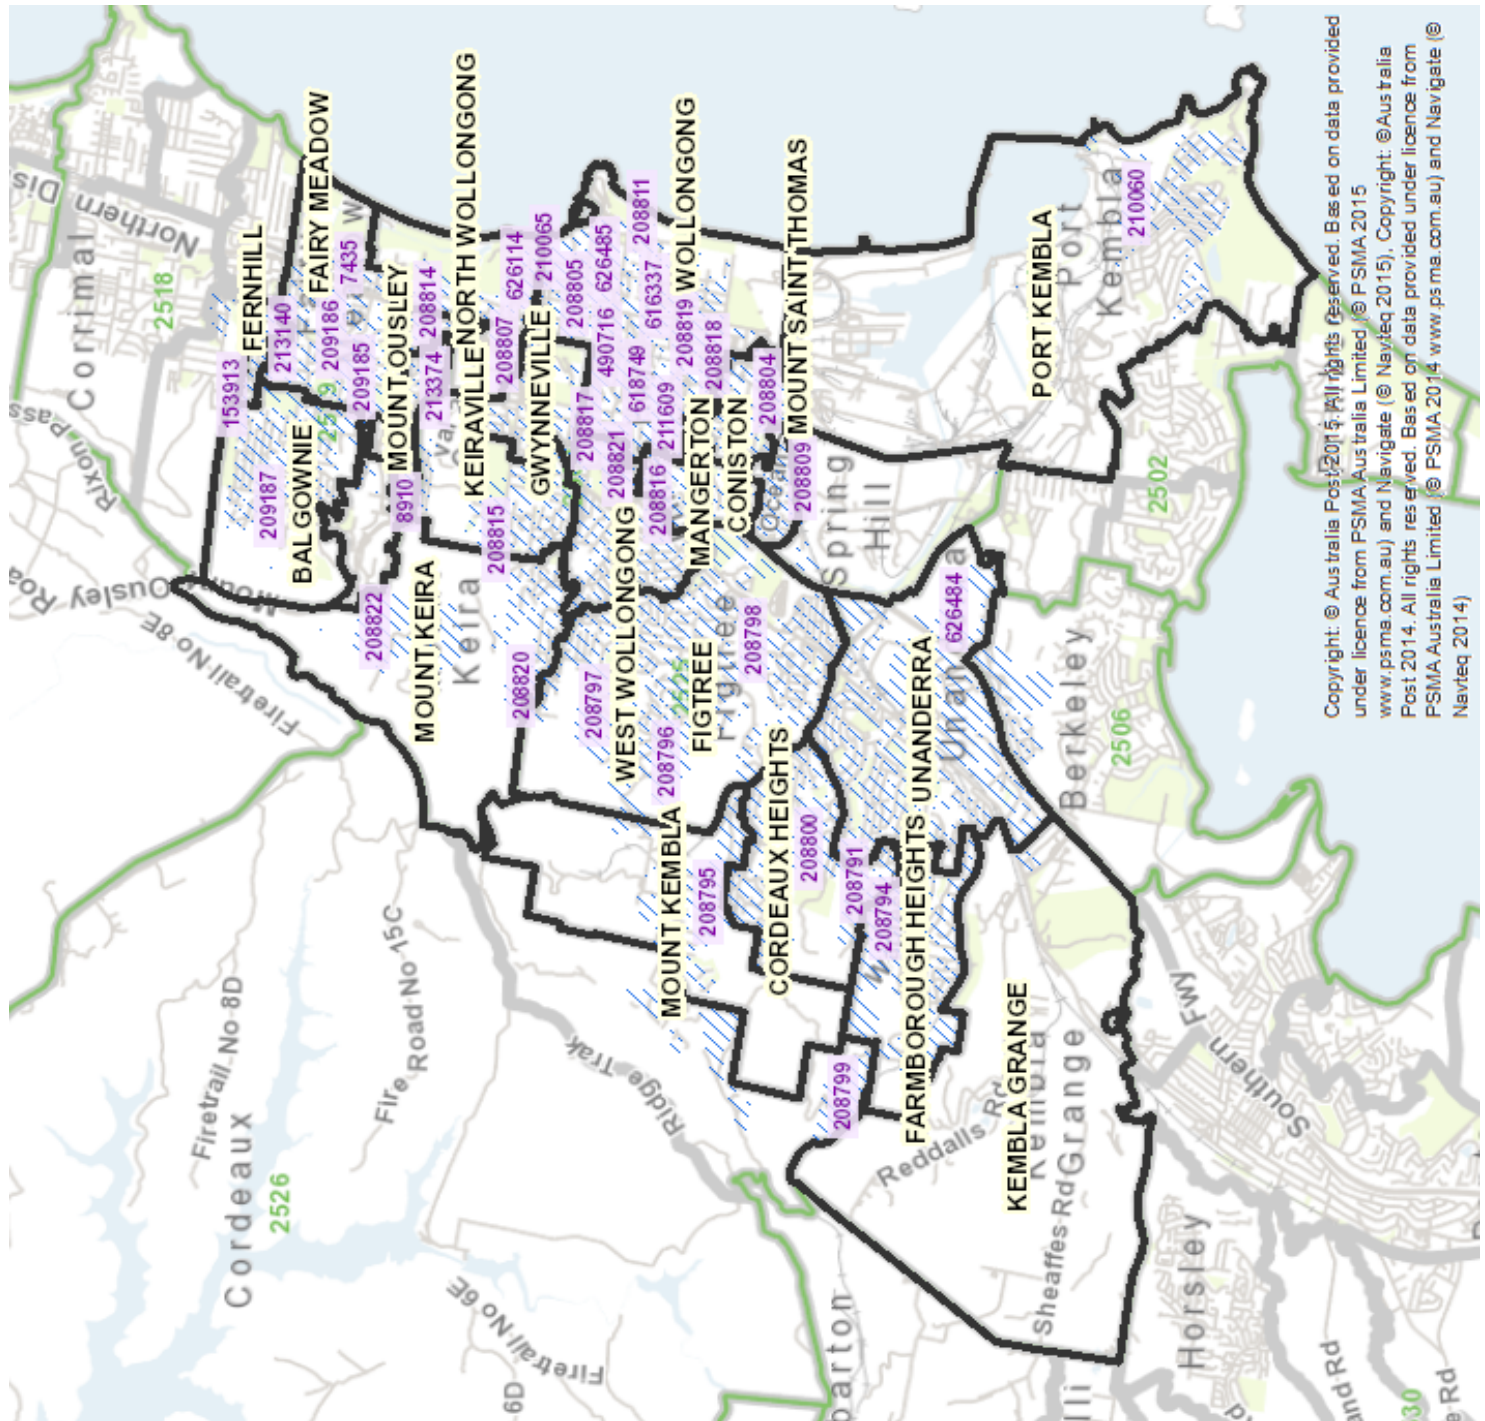 Corrimal
Northern
Dis
2518
Rixon Pass
Ousley Roa
Mou
Firetrail No 8E
FERNHILL
FAIRY MEADOW
153913
213140
209186
7435
209185
209187
BALGOWNIE
MOUNT OUSLEY
208814
213374
8910
208822
MOUNT KEIRA
Keira
KEIRAVILLE
NORTH WOLLONGONG
208807
626114
210065
GWYNNEVILLE
208815
208820
208805
626485
208811
490716
616337
208817
618749
208819
WOLLONGONG
208821
211609
208818
208816
MANGERTON
CONISTON
208804
MOUNT SAINT THOMAS
208809
WEST WOLLONGONG
208797
208796
FIGTREE
Figtree
208798
Spring
Hill
PORT KEMBLA
Port
Kembla
210060
MOUNT KEMBLA
208795
CORDEAUX HEIGHTS
208800
208791
208794
FARMBOROUGH HEIGHTS
UNANDERRA
626484
208799
KEMBLA GRANGE
Grange
Reddalls Rd
Sheaffes Rd
Berkeley
2506
2502
Cordeaux
2526
Firetrail No 8D
Fire Road No 15C
Ridge Trak
Firetrail No 6E
6D
barton
Horsley
Southern
Fwy
Copyright: © Australia Post 2015. All rights reserved. Based on data provided
under licence from PSMA Australia Limited (© PSMA 2015
www.psma.com.au) and Navigate (© Navteq 2015), Copyright: © Australia
Post 2014. All rights reserved. Based on data provided under licence from
PSMA Australia Limited (© PSMA 2014 www.psma.com.au) and Navigate (©
Navteq 2014)